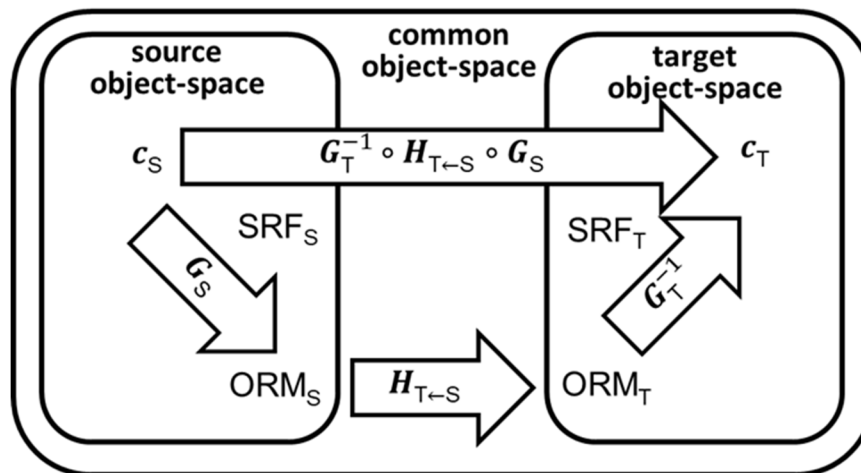 source
object-space
common
object-space
target
object-space
c_S
G_T^{-1} ∘ H_{T←S} ∘ G_S
c_T
SRF_S
SRF_T
G_S
G_T^{-1}
ORM_S
H_{T←S}
ORM_T